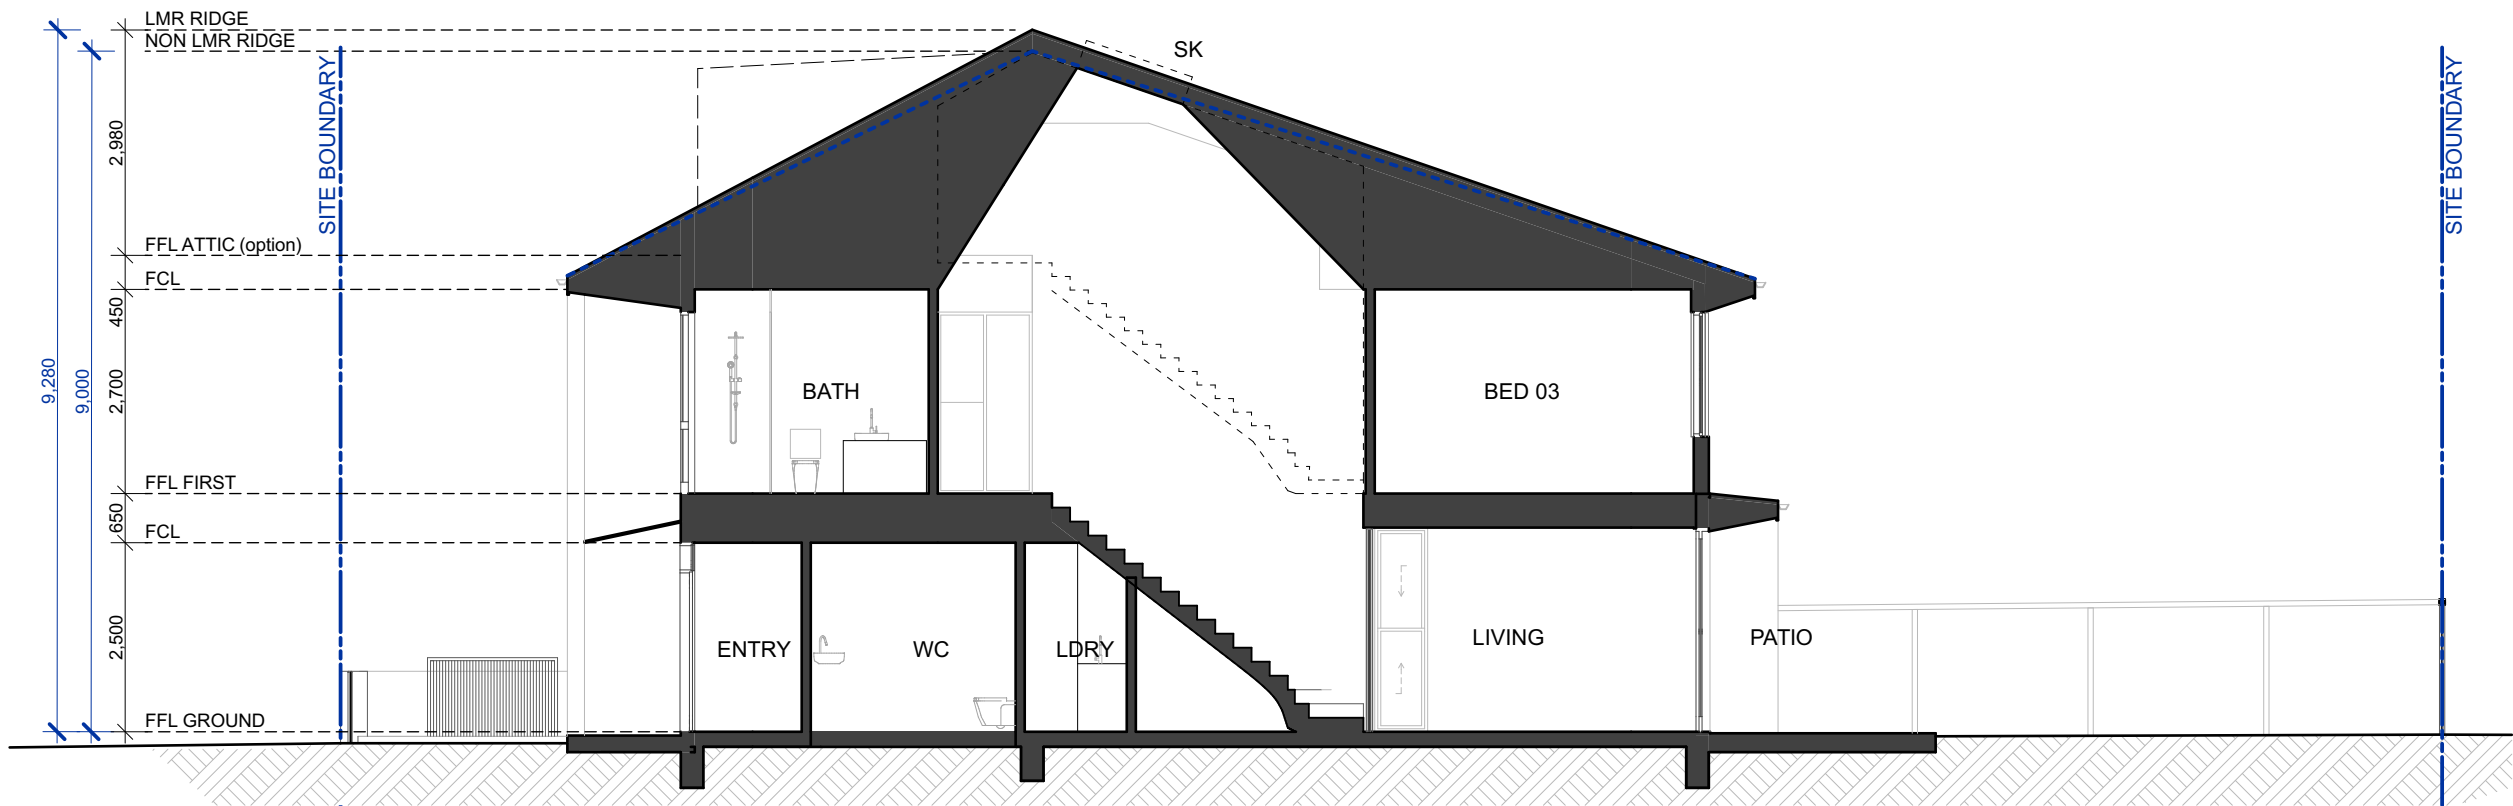 LMR RIDGE
NON LMR RIDGE
SK
SITE BOUNDARY
SITE BOUNDARY
2,980
FFL ATTIC (option)
FCL
450
9,280
9,000
2,700
BATH
BED 03
FFL FIRST
650
FCL
2,500
ENTRY
WC
LDRY
LIVING
PATIO
FFL GROUND